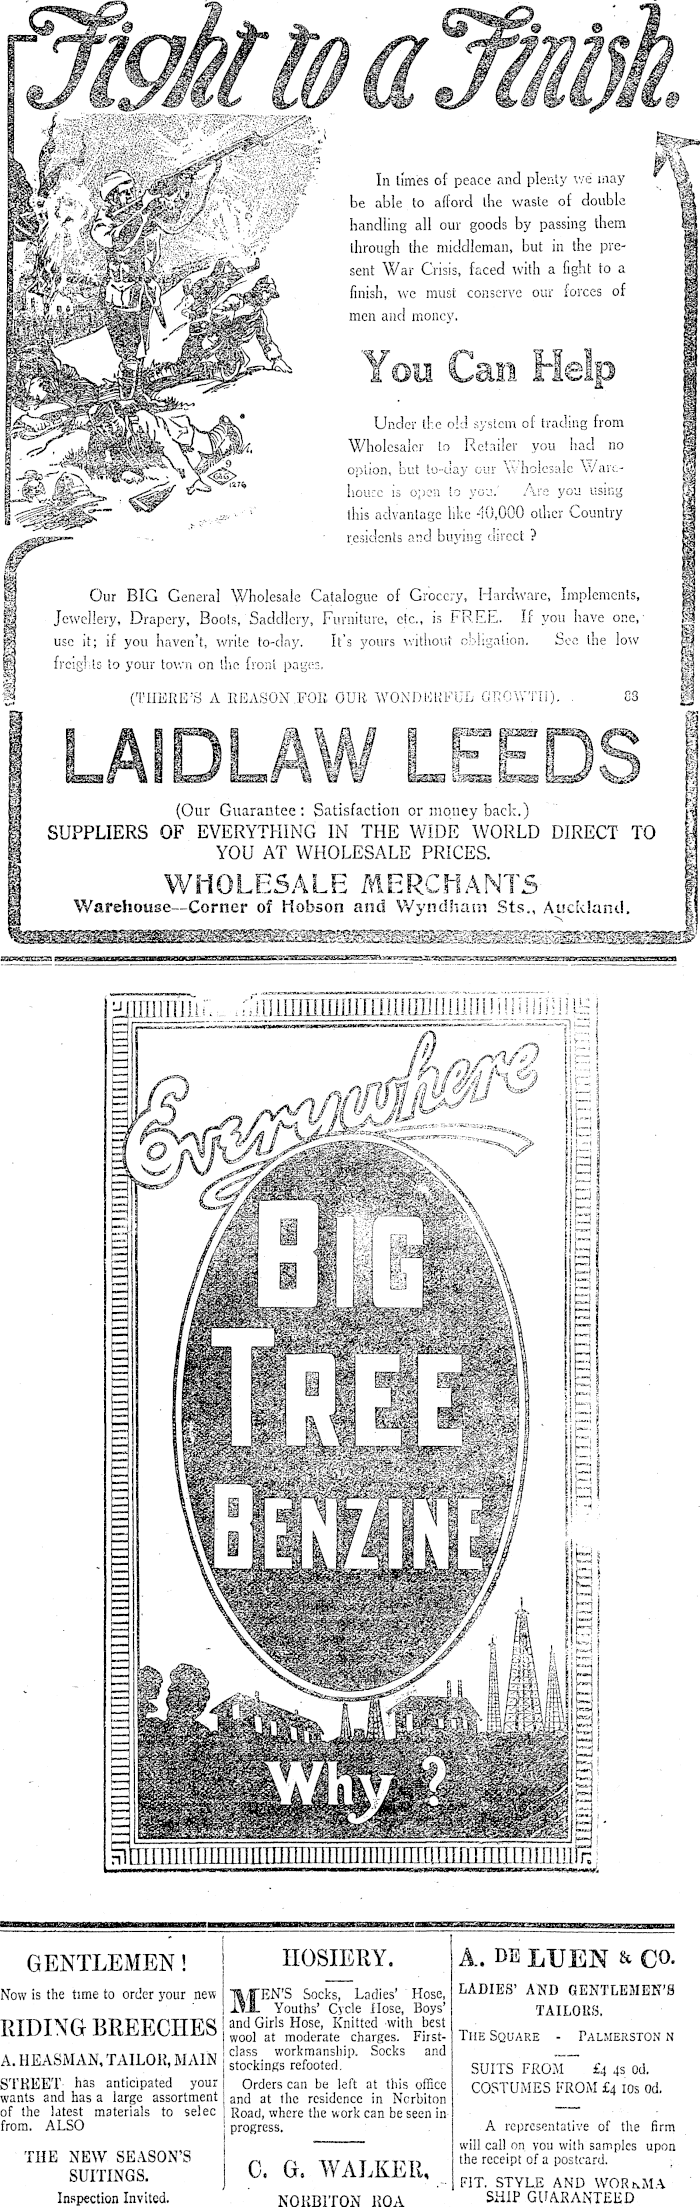 Fight to a Finish.
In times of peace and plenty we may
be able to afford the waste of double
handling all our goods by passing them
through the middleman, but in the pre-
sent War Crisis, faced with a fight to a
finish, we must conserve our forces of
men and money.
You Can Help
Under the old system of trading from
Wholesaler to Retailer you had no
option, but to-day our Wholesale Ware-
house is open to you. Are you using
this advantage like 40,000 other Country
residents and buying direct ?
Our BIG General Wholesale Catalogue of Grocery, Hardware, Implements,
Jewellery, Drapery, Boots, Saddlery, Furniture, etc., is FREE. If you have one,
use it; if you haven't, write to-day. It's yours without obligation. See the low
freights to your town on the front pages.
(THERE'S A REASON FOR OUR WONDERFUL GROWTH). 83
LAIDLAW LEEDS
(Our Guarantee : Satisfaction or money back.)
SUPPLIERS OF EVERYTHING IN THE WIDE WORLD DIRECT TO
YOU AT WHOLESALE PRICES.
WHOLESALE MERCHANTS
Warehouse—Corner of Hobson and Wyndham Sts., Auckland.
Everywhere
BIG
TREE
BENZINE
Why ?
GENTLEMEN !
Now is the time to order your new
RIDING BREECHES
A. HEASMAN, TAILOR, MAIN
STREET has anticipated your
wants and has a large assortment
of the latest materials to selec
from. ALSO
THE NEW SEASON'S
SUITINGS.
Inspection Invited.
HOSIERY.
MEN'S Socks, Ladies' Hose,
Youths' Cycle Hose, Boys'
and Girls Hose, Knitted with best
wool at moderate charges. First-
class workmanship. Socks and
stockings refooted.
Orders can be left at this office
and at the residence in Norbiton
Road, where the work can be seen in
progress.
C. G. WALKER,
NORBITON ROA
A. DE LUEN & CO.
LADIES' AND GENTLEMEN'S
TAILORS.
THE SQUARE - PALMERSTON N
SUITS FROM £4 4s 0d.
COSTUMES FROM £4 10s 0d.
A representative of the firm
will call on you with samples upon
the receipt of a postcard.
FIT, STYLE AND WORKMA
SHIP GUARANTEED